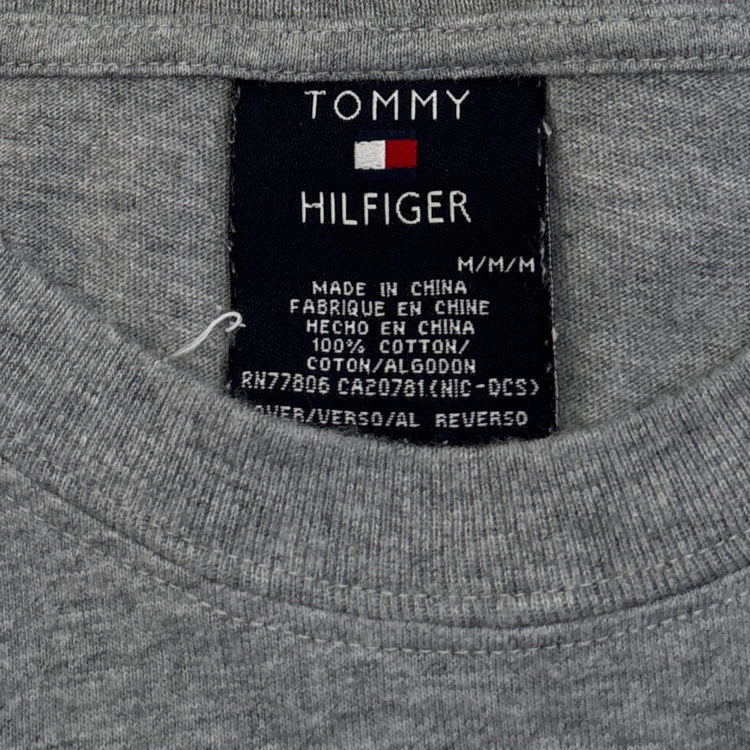 TOMMY
HILFIGER
M/M/M
MADE IN CHINA
FABRIQUE EN CHINE
HECHO EN CHINA
100% COTTON/
COTON/ALGODON
RN77806 CA20781(NIC-DCS)
OVER/VERSO/AL REVERSO